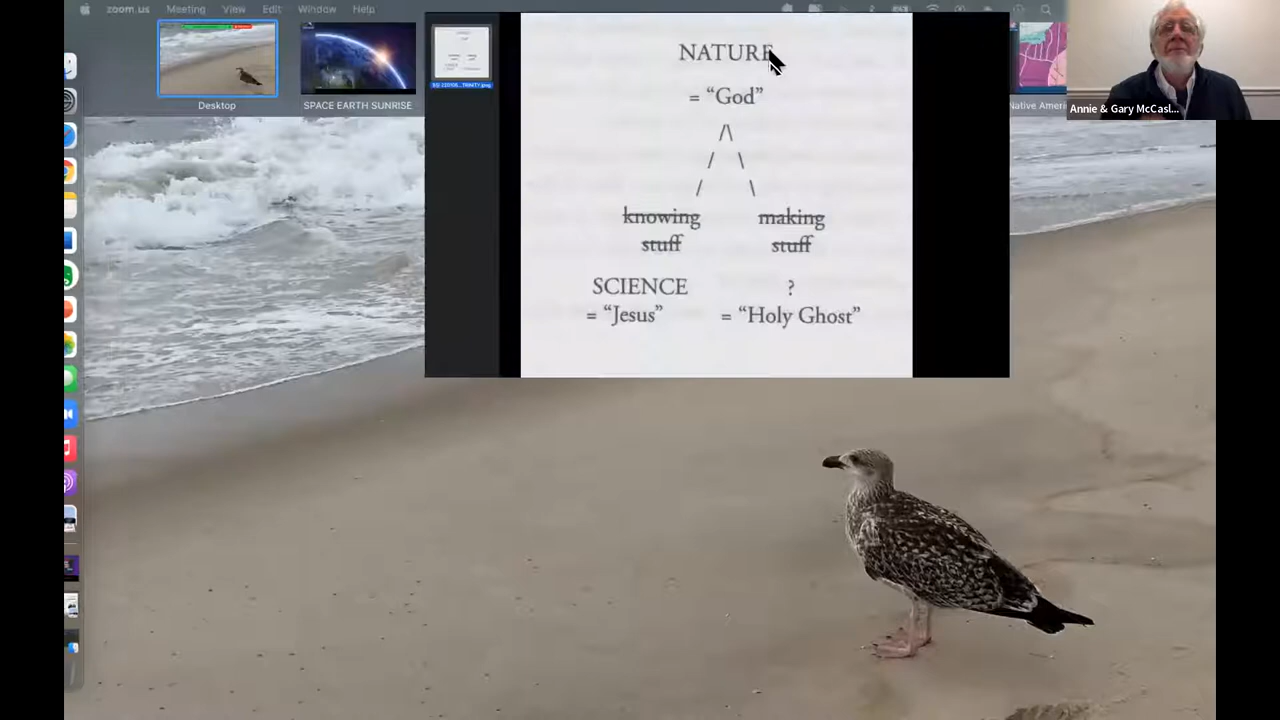 zoom.us Meeting View Edit Window Help
Desktop
SPACE EARTH SUNRISE
Native Ameri
Annie & Gary McCasl...
NATURE
= “God”
/\
/ \
/ \
knowing making
stuff stuff
SCIENCE ?
= “Jesus” = “Holy Ghost”